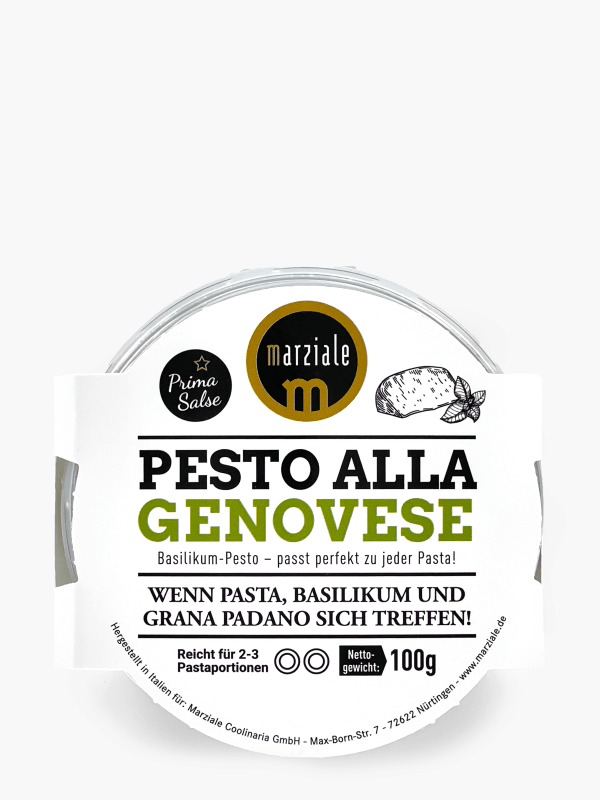 marziale
m
Prima
Salse
PESTO ALLA
GENOVESE
Basilikum-Pesto – passt perfekt zu jeder Pasta!
WENN PASTA, BASILIKUM UND
GRANA PADANO SICH TREFFEN!
Reicht für 2-3
Pastaportionen
Netto-
gewicht:
100g
Hergestellt in Italien für: Marziale Coolinaria GmbH - Max-Born-Str. 7 - 72622 Nürtingen - www.marziale.de